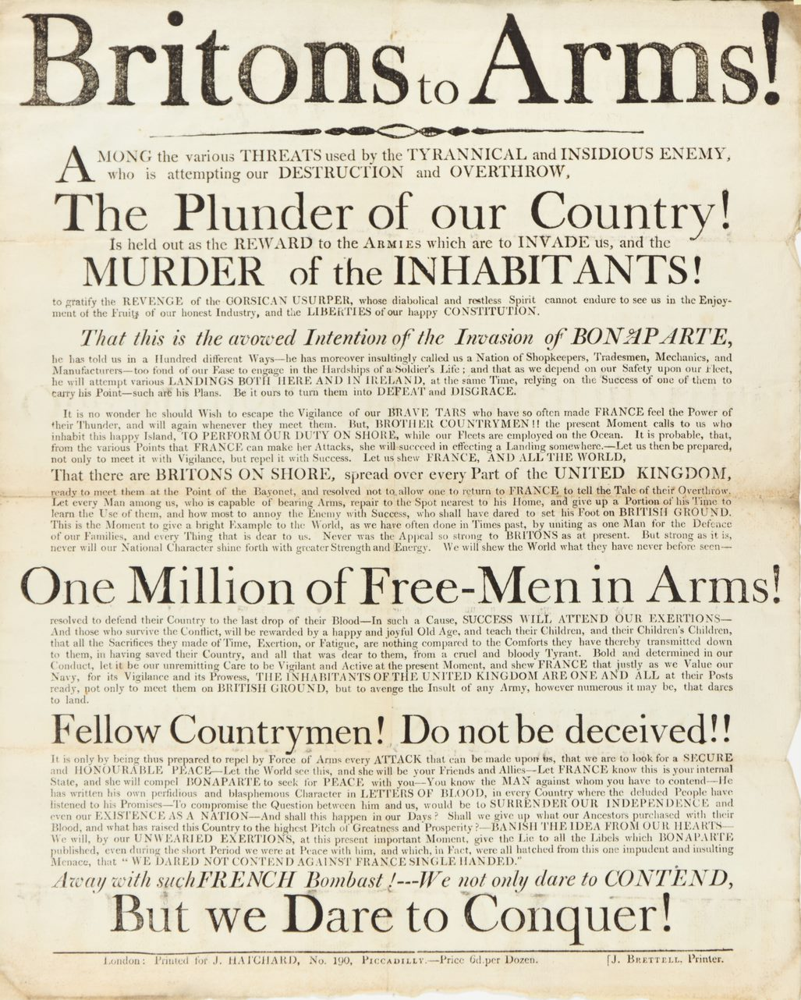 Britons to Arms!
AMONG the various THREATS used by the TYRANNICAL and INSIDIOUS ENEMY,
who is attempting our DESTRUCTION and OVERTHROW,
The Plunder of our Country!
Is held out as the REWARD to the ARMIES which are to INVADE us, and the
MURDER of the INHABITANTS!
to gratify the REVENGE of the CORSICAN USURPER, whose diabolical and restless Spirit cannot endure to see us in the Enjoy-
ment of the Fruits of our honest Industry, and the LIBERTIES of our happy CONSTITUTION.
That this is the avowed Intention of the Invasion of BONAPARTE,
he has told us in a Hundred different Ways—he has moreover insultingly called us a Nation of Shopkeepers, Tradesmen, Mechanics, and
Manufacturers—too fond of our Ease to engage in the Hardships of a Soldier's Life; and that as we depend on our Safety upon our Fleet,
he will attempt various LANDINGS BOTH HERE AND IN IRELAND, at the same Time, relying on the Success of one of them to
carry his Point—such are his Plans. Be it ours to turn them into DEFEAT and DISGRACE.
It is no wonder he should Wish to escape the Vigilance of our BRAVE TARS who have so often made FRANCE feel the Power of
their Thunder, and will again whenever they meet them. But, BROTHER COUNTRYMEN!! the present Moment calls to us who
inhabit this happy Island, TO PERFORM OUR DUTY ON SHORE, while our Fleets are employed on the Ocean. It is probable, that,
from the various Points that FRANCE can make her Attacks, she will succeed in effecting a Landing somewhere.—Let us then be prepared,
not only to meet it with Vigilance, but repel it with Success. Let us shew FRANCE, AND ALL THE WORLD,
That there are BRITONS ON SHORE, spread over every Part of the UNITED KINGDOM,
ready to meet them at the Point of the Bayonet, and resolved not to allow one to return to FRANCE to tell the Tale of their Overthrow.
Let every Man among us, who is capable of bearing Arms, repair to the Spot nearest to his Home, and give up a Portion of his Time to
learn the Use of them, and how most to annoy the Enemy with Success, who shall have dared to set his Foot on BRITISH GROUND.
This is the Moment to give a bright Example to the World, as we have often done in Times past, by uniting as one Man for the Defence
of our Families, and every Thing that is dear to us. Never was the Appeal so strong to BRITONS as at present. But strong as it is,
never will our National Character shine forth with greater Strength and Energy. We will shew the World what they have never before seen—
One Million of Free-Men in Arms!
resolved to defend their Country to the last drop of their Blood—In such a Cause, SUCCESS WILL ATTEND OUR EXERTIONS—
And those who survive the Conflict, will be rewarded by a happy and joyful Old Age, and teach their Children, and their Children's Children,
that all the Sacrifices they made of Time, Exertion, or Fatigue, are nothing compared to the Comforts they have thereby transmitted down
to them, in having saved their Country, and all that was dear to them, from a cruel and bloody Tyrant. Bold and determined in our
Conduct, let it be our unremitting Care to be Vigilant and Active at the present Moment, and shew FRANCE that justly as we Value our
Navy, for its Vigilance and its Prowess, THE INHABITANTS OF THE UNITED KINGDOM ARE ONE AND ALL at their Posts
ready, not only to meet them on BRITISH GROUND, but to avenge the Insult of any Army, however numerous it may be, that dares
to land.
Fellow Countrymen! Do not be deceived!!
It is only by being thus prepared to repel by Force of Arms every ATTACK that can be made upon us, that we are to look for a SECURE
and HONOURABLE PEACE—Let the World see this, and she will be your Friends and Allies—Let FRANCE know this is your internal
State, and she will compel BONAPARTE to seek for PEACE with you—You know the MAN against whom you have to contend—He
has written his own perfidious and blasphemous Character in LETTERS OF BLOOD, in every Country where the deluded People have
listened to his Promises—To compromise the Question between him and us, would be to SURRENDER OUR INDEPENDENCE and
even our EXISTENCE AS A NATION—And shall this happen in our Days? Shall we give up what our Ancestors purchased with their
Blood, and what has raised this Country to the highest Pitch of Greatness and Prosperity?—BANISH THE IDEA FROM OUR HEARTS—
We will, by our UNWEARIED EXERTIONS, at this present important Moment, give the Lie to all the Libels which BONAPARTE
published, even during the short Period we were at Peace with him, and which, in Fact, were all hatched from this one impudent and insulting
Menace, that "WE DARED NOT CONTEND AGAINST FRANCE SINGLE HANDED."
Away with such FRENCH Bombast!---We not only dare to CONTEND,
But we Dare to Conquer!
London: Printed for J. HATCHARD, No. 190, PICCADILLY.—Price 6d. per Dozen. [J. BRETTELL, Printer.